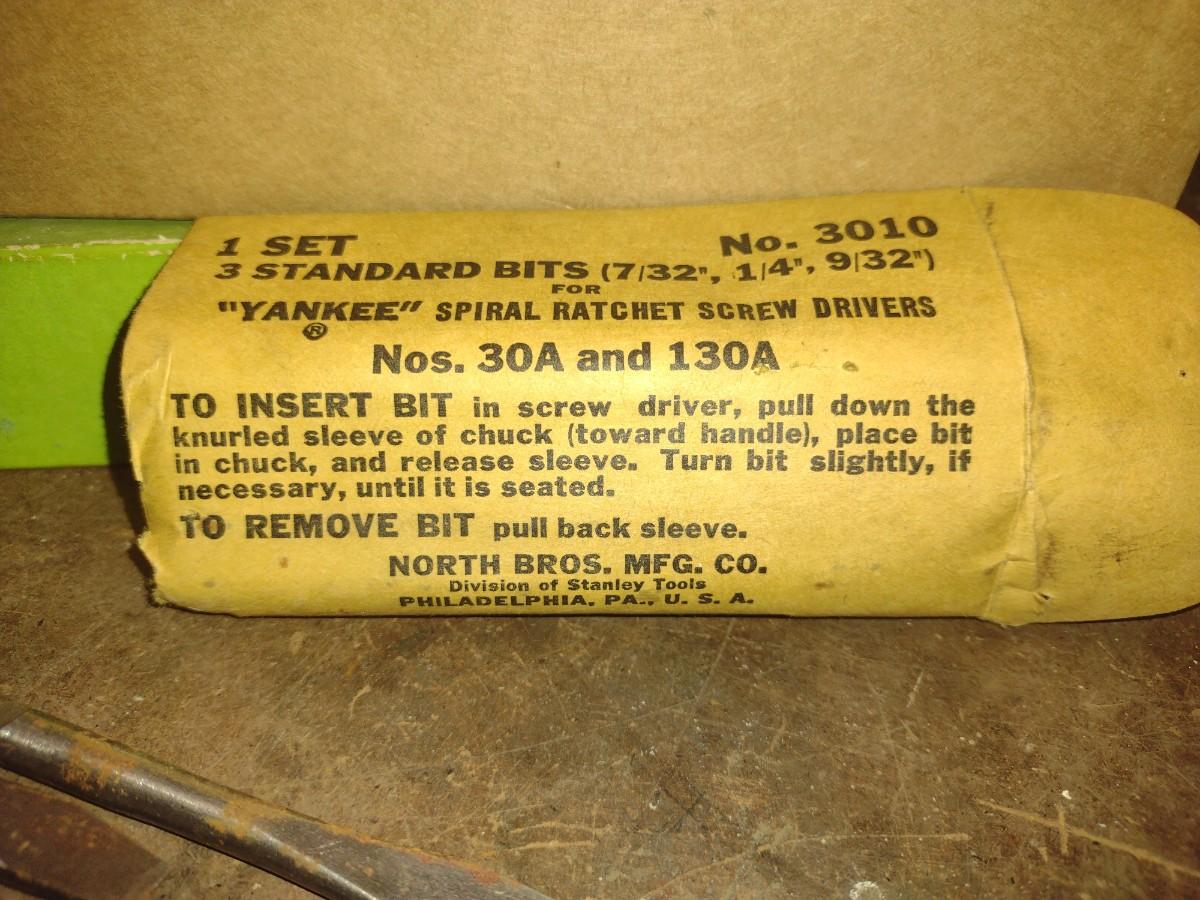 1 SET No. 3010
3 STANDARD BITS (7/32", 1/4", 9/32")
FOR
"YANKEE" SPIRAL RATCHET SCREW DRIVERS
®
Nos. 30A and 130A
TO INSERT BIT in screw driver, pull down the
knurled sleeve of chuck (toward handle), place bit
in chuck, and release sleeve. Turn bit slightly, if
necessary, until it is seated.
TO REMOVE BIT pull back sleeve.
NORTH BROS. MFG. CO.
Division of Stanley Tools
PHILADELPHIA, PA., U. S. A.